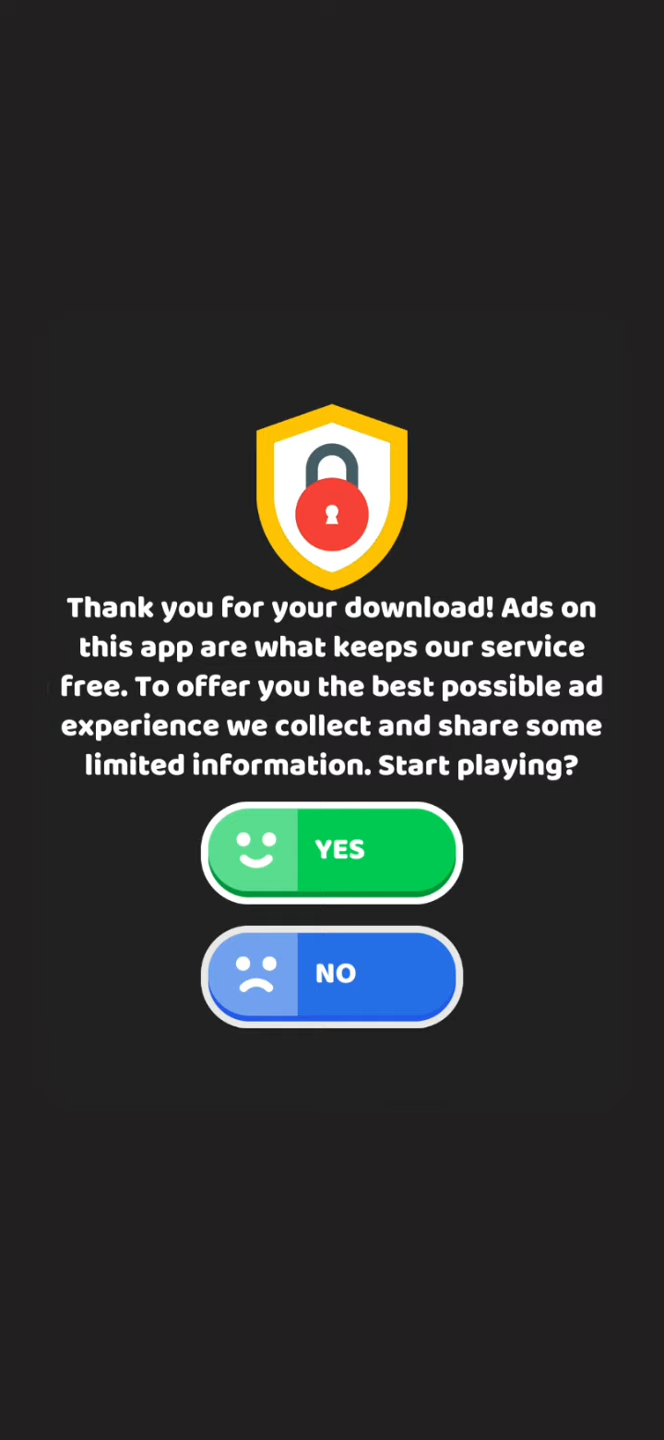 Thank you for your download! Ads on
this app are what keeps our service
free. To offer you the best possible ad
experience we collect and share some
limited information. Start playing?
YES
NO